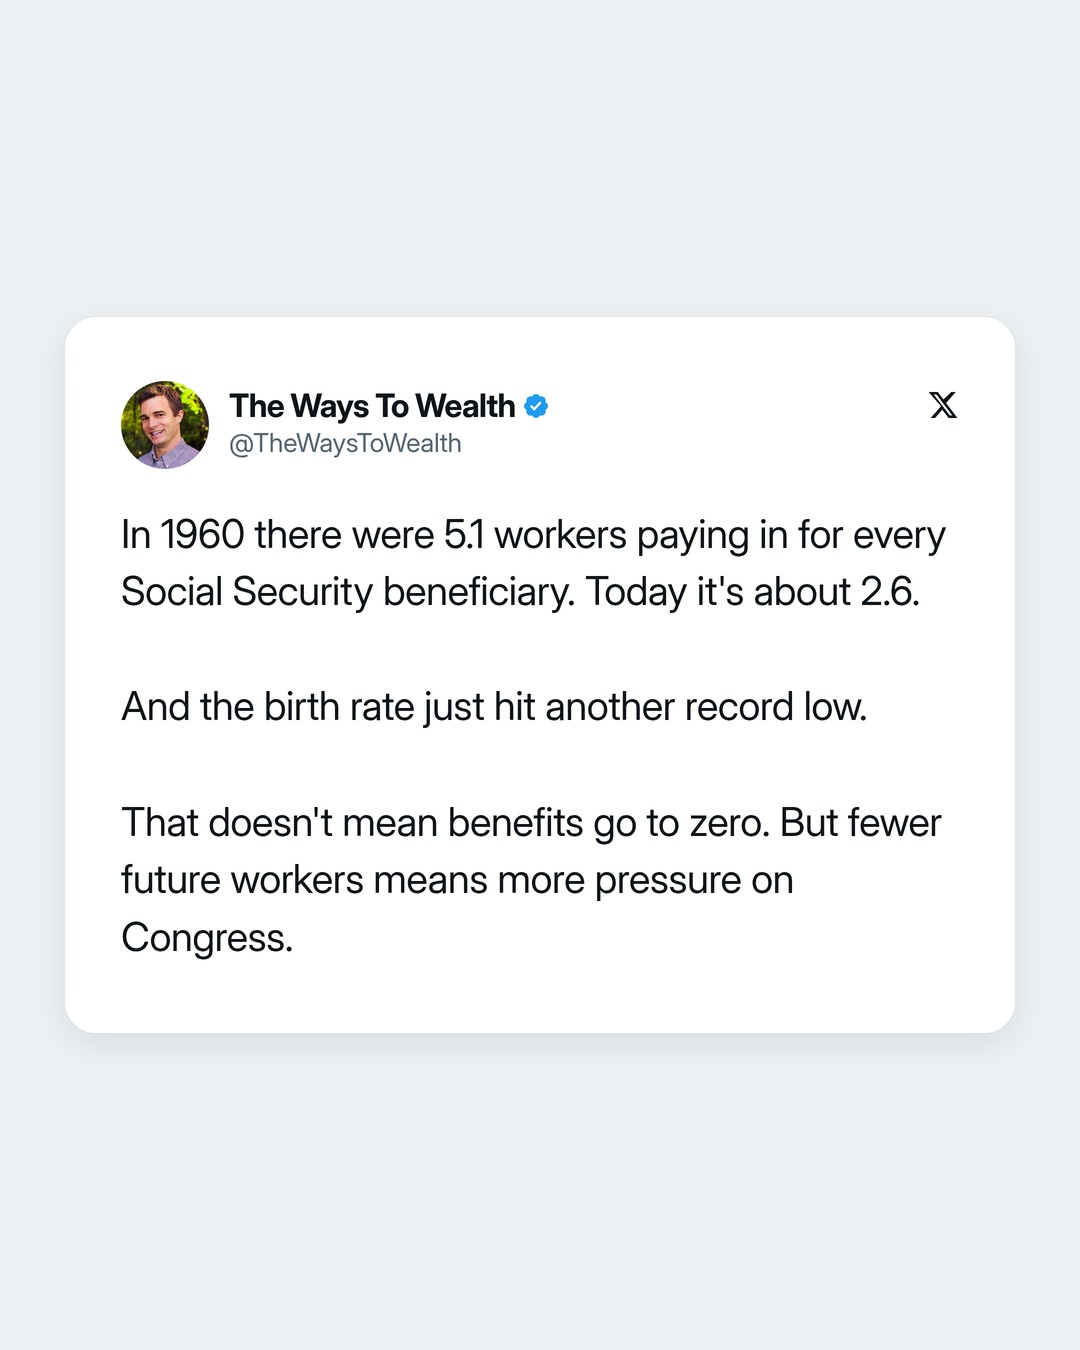 The Ways To Wealth
@TheWaysToWealth
In 1960 there were 5.1 workers paying in for every
Social Security beneficiary. Today it's about 2.6.
And the birth rate just hit another record low.
That doesn't mean benefits go to zero. But fewer
future workers means more pressure on
Congress.